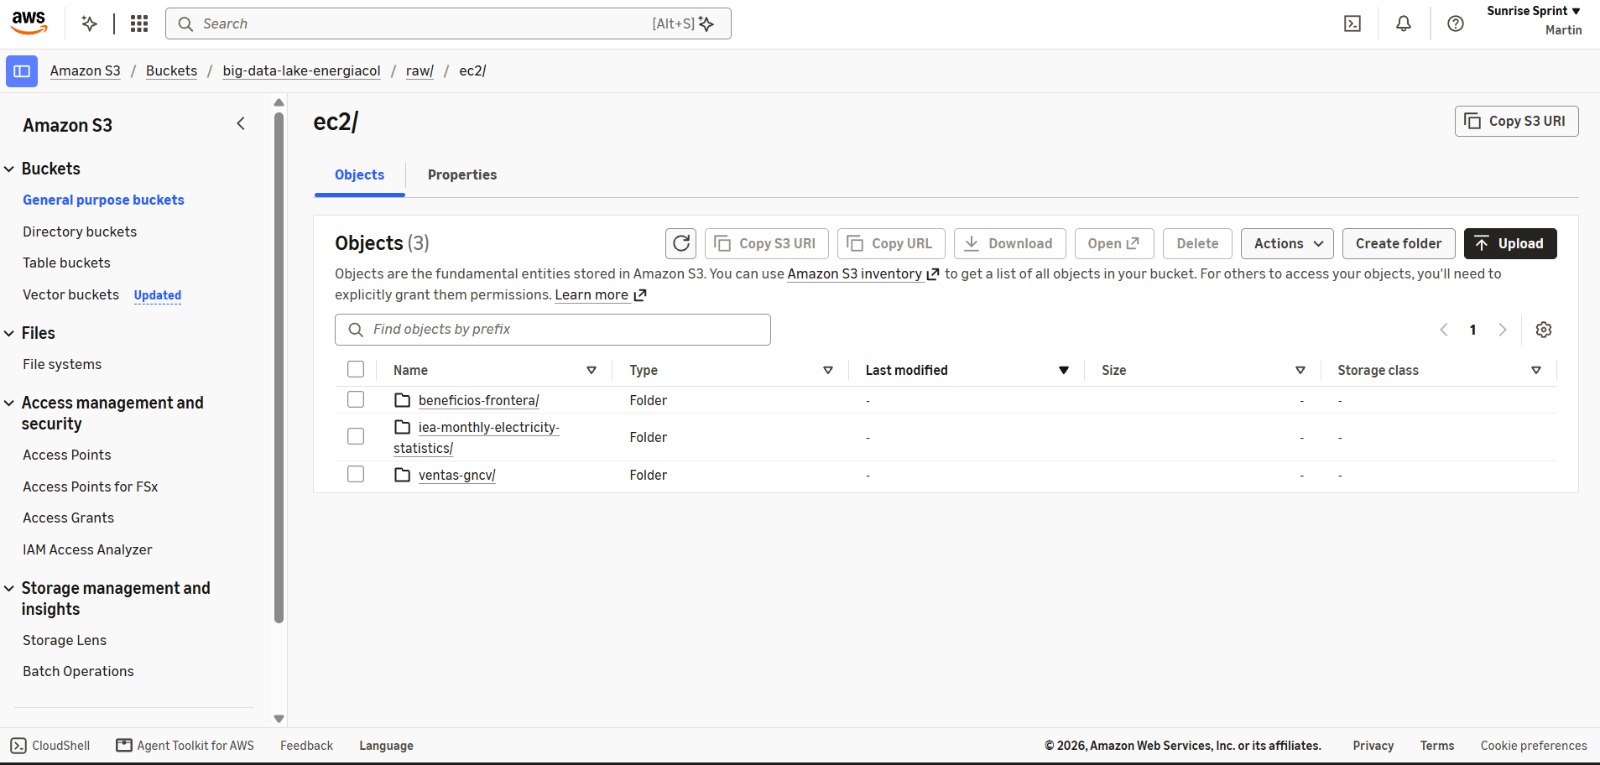 aws
Search
[Alt+S]
Sunrise Sprint
Martin
Amazon S3 / Buckets / big-data-lake-energiacol / raw/ / ec2/
Amazon S3
Buckets
General purpose buckets
Directory buckets
Table buckets
Vector buckets Updated
Files
File systems
Access management and
security
Access Points
Access Points for FSx
Access Grants
IAM Access Analyzer
Storage management and
insights
Storage Lens
Batch Operations
ec2/
Copy S3 URI
Objects
Properties
Objects (3)
Copy S3 URI
Copy URL
Download
Open
Delete
Actions
Create folder
Upload
Objects are the fundamental entities stored in Amazon S3. You can use Amazon S3 inventory to get a list of all objects in your bucket. For others to access your objects, you'll need to
explicitly grant them permissions. Learn more
Find objects by prefix
1
Name Type Last modified Size Storage class
beneficios-frontera/ Folder - - -
iea-monthly-electricity-
statistics/ Folder - - -
ventas-gncv/ Folder - - -
CloudShell Agent Toolkit for AWS Feedback Language
© 2026, Amazon Web Services, Inc. or its affiliates. Privacy Terms Cookie preferences